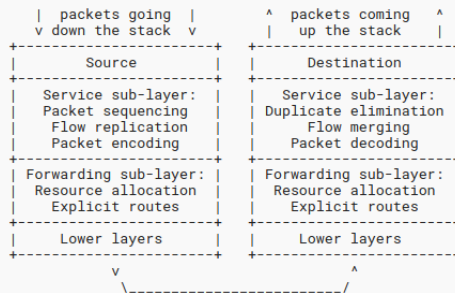 |  packets going  |       ^  packets coming   ^
v down the stack  v       |   up the stack    |
+-----------------------+   +-----------------------
|        Source         |   |      Destination
+-----------------------+   +-----------------------
|   Service sub-layer:  |   |   Service sub-layer:
|   Packet sequencing   |   | Duplicate elimination
|    Flow replication   |   |      Flow merging
|    Packet encoding    |   |    Packet decoding
+-----------------------+   +-----------------------
| Forwarding sub-layer: |   | Forwarding sub-layer:
|  Resource allocation  |   |  Resource allocation
|    Explicit routes    |   |    Explicit routes
+-----------------------+   +-----------------------
|     Lower layers      |   |     Lower layers
+-----------------------+   +-----------------------
            v                           ^
             \_________________________/